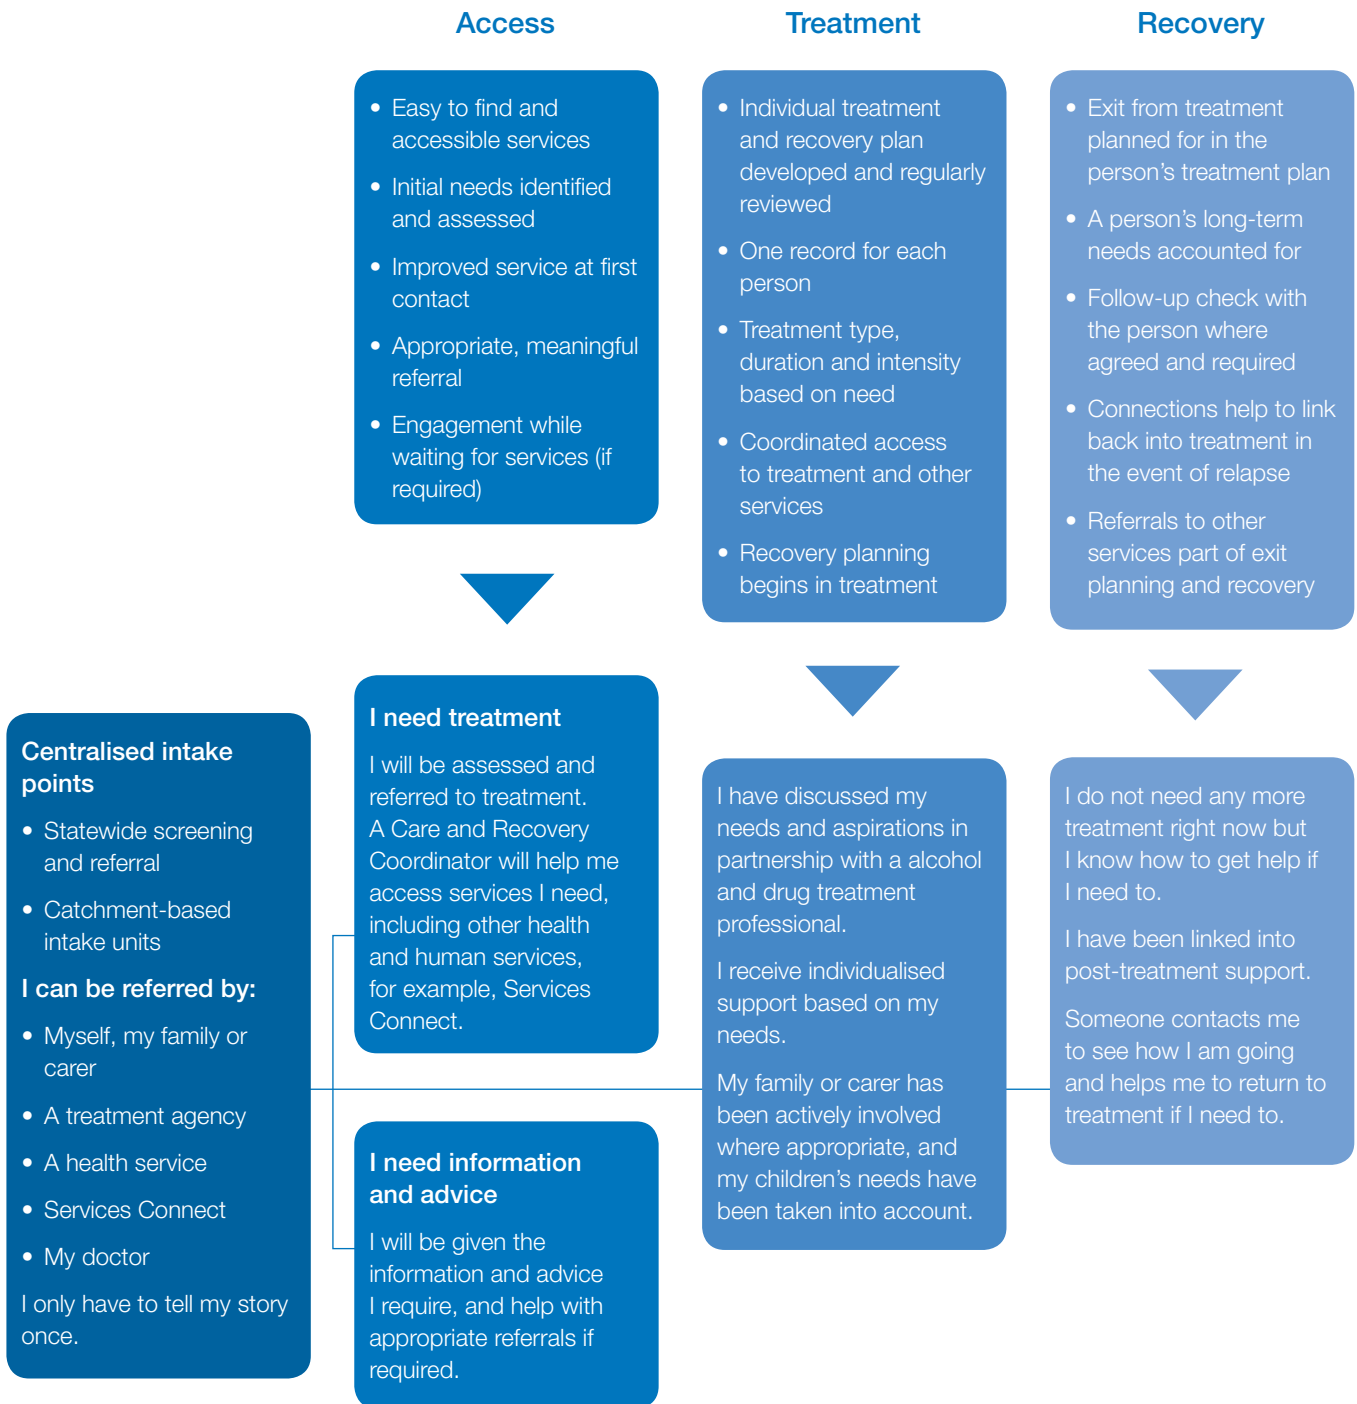 Access
Treatment
Recovery
• Easy to find and
accessible services
• Initial needs identified
and assessed
• Improved service at first
contact
• Appropriate, meaningful
referral
• Engagement while
waiting for services (if
required)
• Individual treatment
and recovery plan
developed and regularly
reviewed
• One record for each
person
• Treatment type,
duration and intensity
based on need
• Coordinated access
to treatment and other
services
• Recovery planning
begins in treatment
• Exit from treatment
planned for in the
person’s treatment plan
• A person’s long-term
needs accounted for
• Follow-up check with
the person where
agreed and required
• Connections help to link
back into treatment in
the event of relapse
• Referrals to other
services part of exit
planning and recovery
Centralised intake
points
• Statewide screening
and referral
• Catchment-based
intake units
I can be referred by:
• Myself, my family or
carer
• A treatment agency
• A health service
• Services Connect
• My doctor
I only have to tell my story
once.
I need treatment
I will be assessed and
referred to treatment.
A Care and Recovery
Coordinator will help me
access services I need,
including other health
and human services,
for example, Services
Connect.
I need information
and advice
I will be given the
information and advice
I require, and help with
appropriate referrals if
required.
I have discussed my
needs and aspirations in
partnership with a alcohol
and drug treatment
professional.
I receive individualised
support based on my
needs.
My family or carer has
been actively involved
where appropriate, and
my children’s needs have
been taken into account.
I do not need any more
treatment right now but
I know how to get help if
I need to.
I have been linked into
post-treatment support.
Someone contacts me
to see how I am going
and helps me to return to
treatment if I need to.